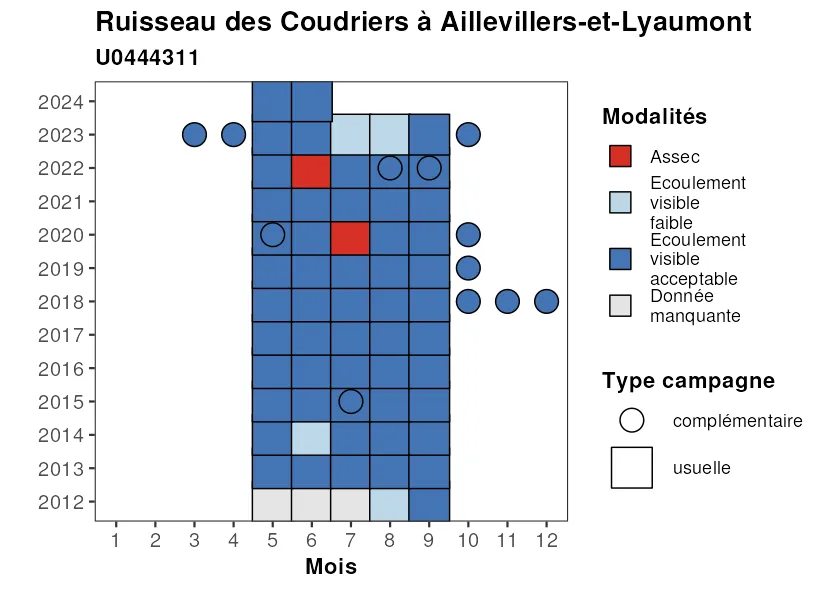 Ruisseau des Coudriers à Aillevillers-et-Lyaumont
U0444311
2024
2023
2022
2021
2020
2019
2018
2017
2016
2015
2014
2013
2012
1 2 3 4 5 6 7 8 9 10 11 12
Mois
Modalités
Assec
Ecoulement
visible
faible
Ecoulement
visible
acceptable
Donnée
manquante
Type campagne
complémentaire
usuelle